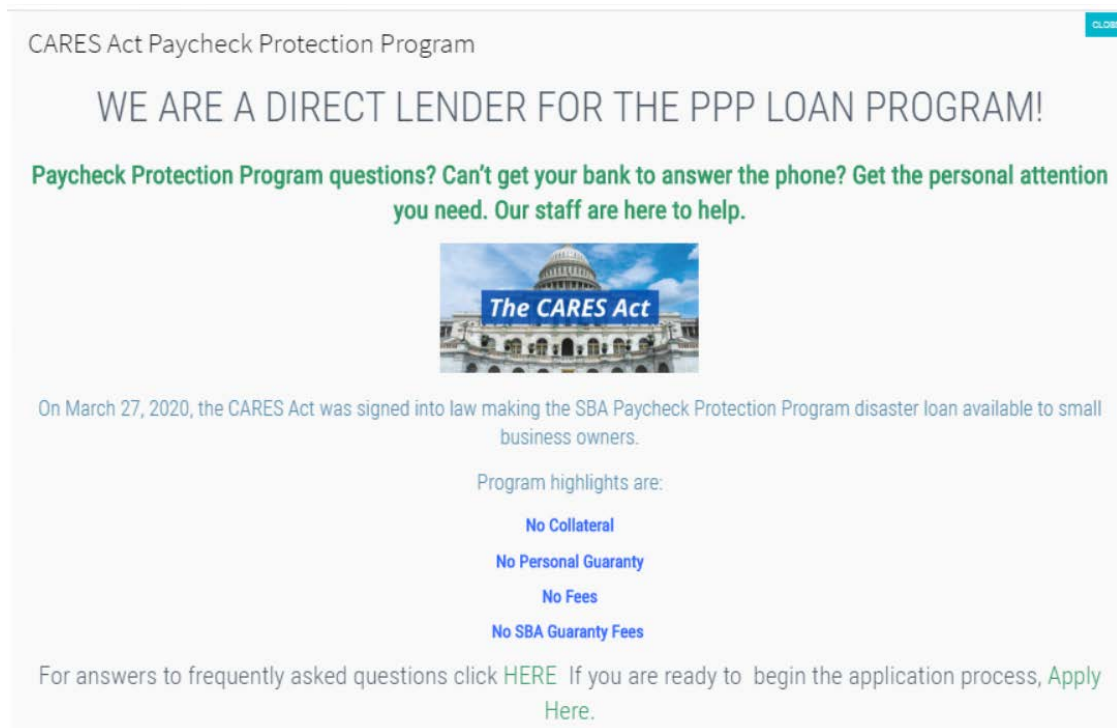 CLOSE
CARES Act Paycheck Protection Program
WE ARE A DIRECT LENDER FOR THE PPP LOAN PROGRAM!
Paycheck Protection Program questions? Can't get your bank to answer the phone? Get the personal attention
you need. Our staff are here to help.
The CARES Act
On March 27, 2020, the CARES Act was signed into law making the SBA Paycheck Protection Program disaster loan available to small
business owners.
Program highlights are:
No Collateral
No Personal Guaranty
No Fees
No SBA Guaranty Fees
For answers to frequently asked questions click HERE If you are ready to begin the application process, Apply
Here.